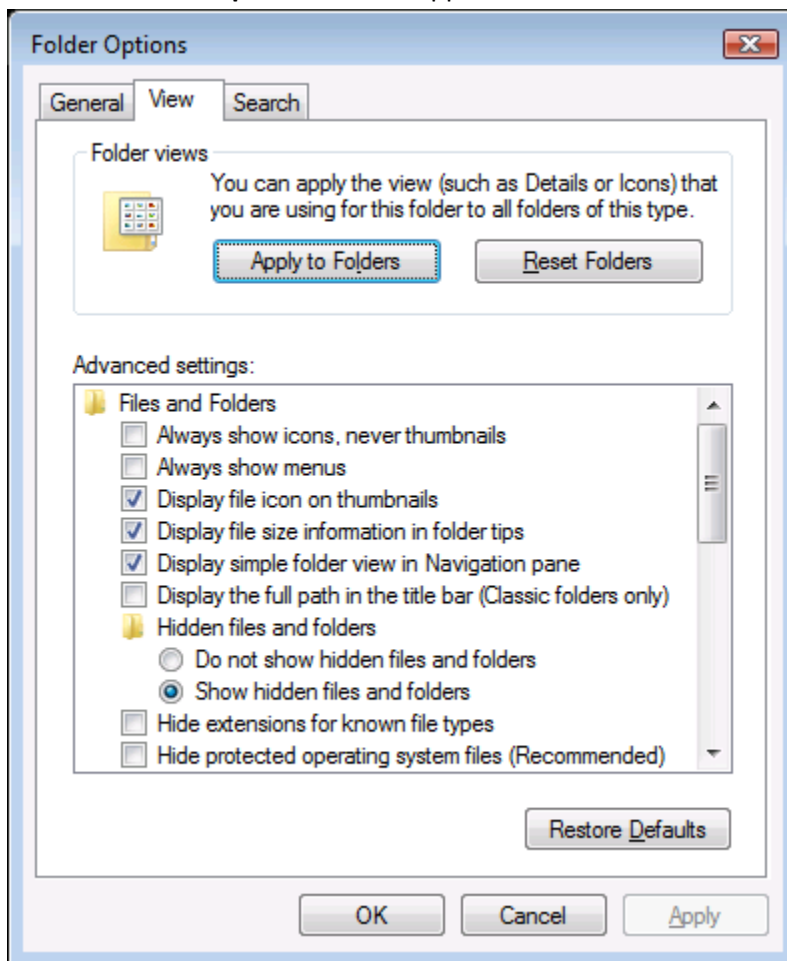 Folder Options
General View Search
Folder views
You can apply the view (such as Details or Icons) that
you are using for this folder to all folders of this type.
Apply to Folders Reset Folders
Advanced settings:
Files and Folders
Always show icons, never thumbnails
Always show menus
Display file icon on thumbnails
Display file size information in folder tips
Display simple folder view in Navigation pane
Display the full path in the title bar (Classic folders only)
Hidden files and folders
Do not show hidden files and folders
Show hidden files and folders
Hide extensions for known file types
Hide protected operating system files (Recommended)
Restore Defaults
OK Cancel Apply